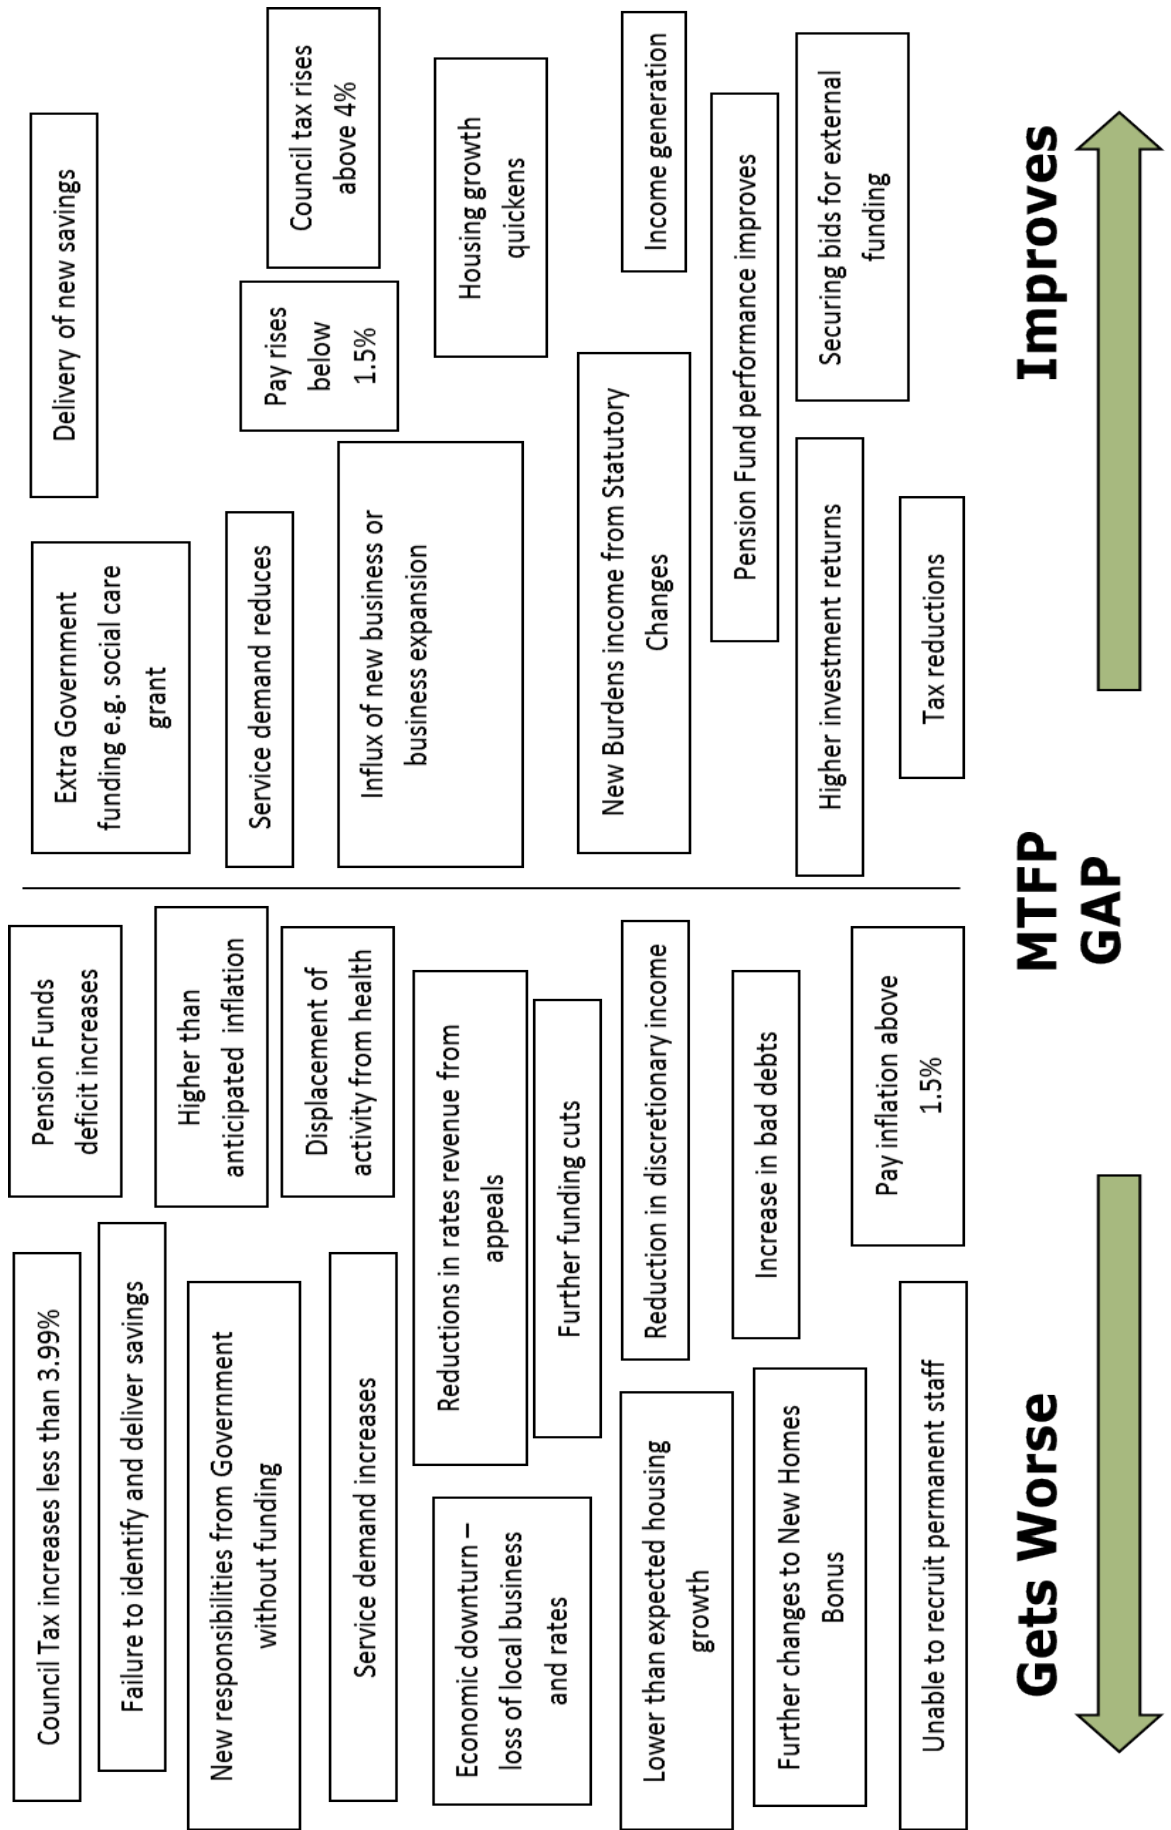 Council Tax increases less than 3.99%
Failure to identify and deliver savings
New responsibilities from Government
without funding
Service demand increases
Economic downturn –
loss of local business
and rates
Lower than expected housing
growth
Further changes to New Homes
Bonus
Unable to recruit permanent staff
Pension Funds
deficit increases
Higher than
anticipated inflation
Displacement of
activity from health
Reductions in rates revenue from
appeals
Further funding cuts
Reduction in discretionary income
Increase in bad debts
Pay inflation above
1.5%
Extra Government
funding e.g. social care
grant
Service demand reduces
Influx of new business or
business expansion
New Burdens income from Statutory
Changes
Higher investment returns
Tax reductions
Delivery of new savings
Pay rises
below
1.5%
Council tax rises
above 4%
Housing growth
quickens
Income generation
Pension Fund performance improves
Securing bids for external
funding
Gets Worse
MTFP
GAP
Improves